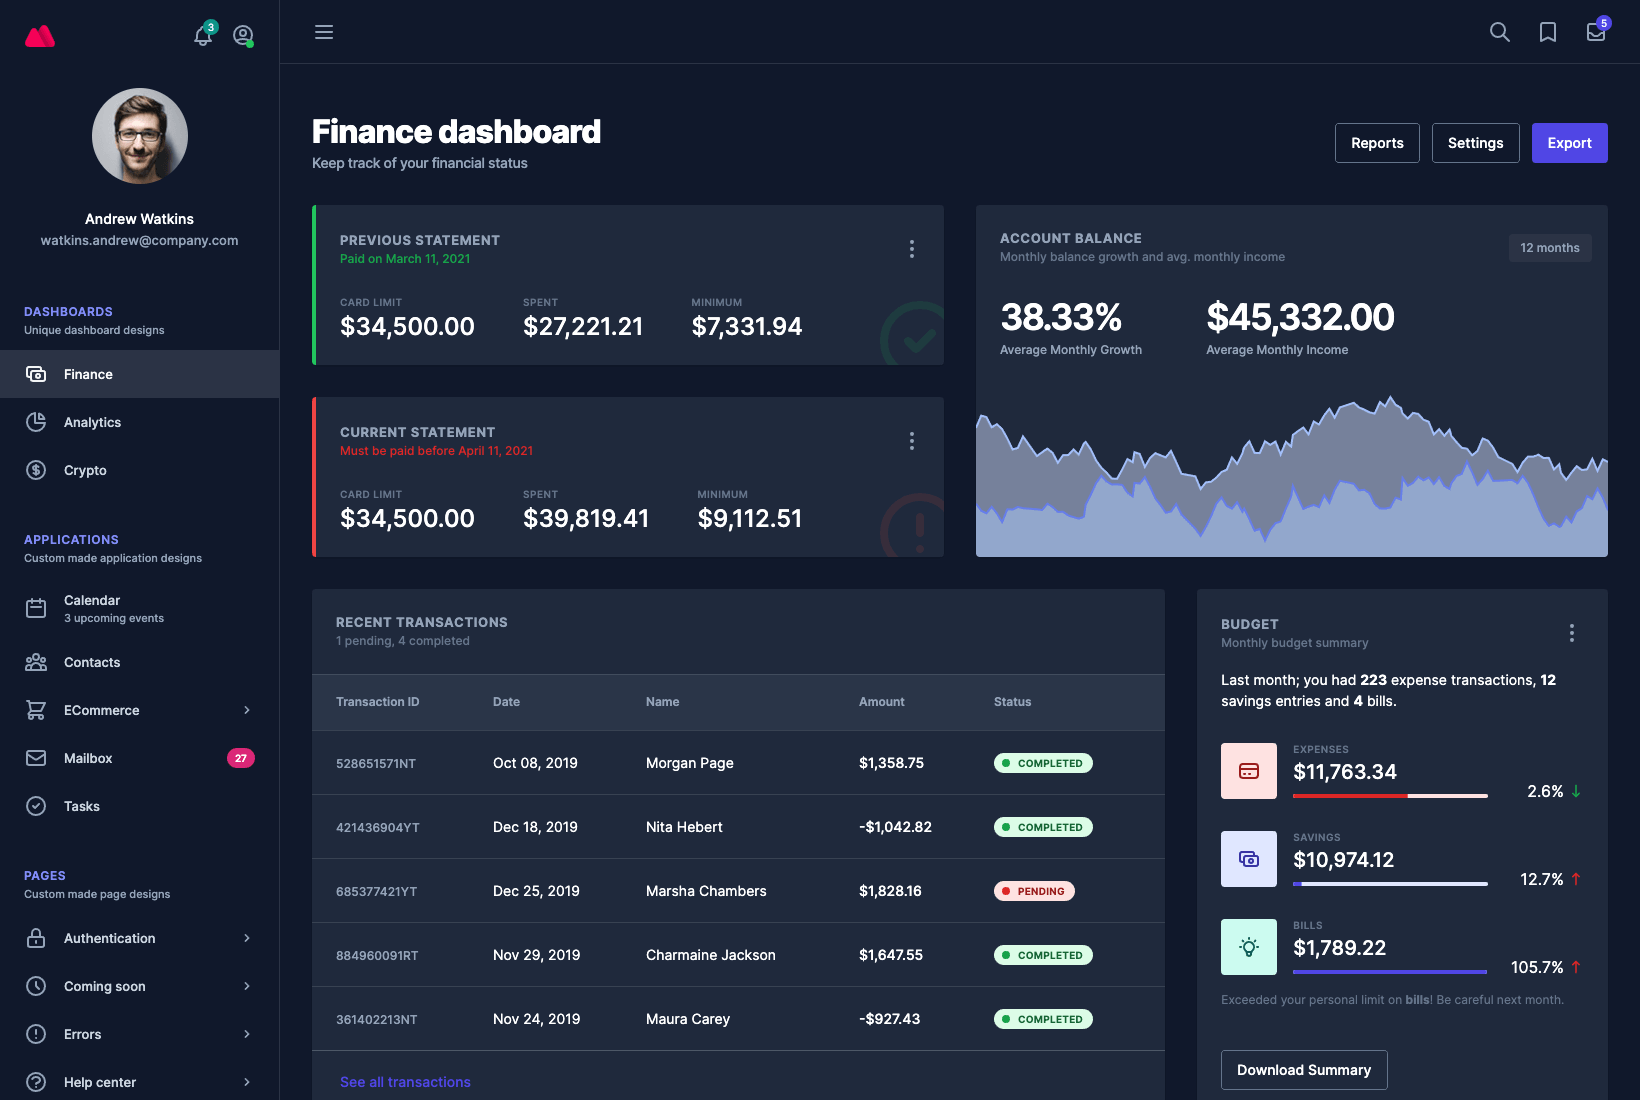 3
5
Andrew Watkins
watkins.andrew@company.com
DASHBOARDS
Unique dashboard designs
Finance
Analytics
Crypto
APPLICATIONS
Custom made application designs
Calendar
3 upcoming events
Contacts
ECommerce
Mailbox
27
Tasks
PAGES
Custom made page designs
Authentication
Coming soon
Errors
Help center
Finance dashboard
Keep track of your financial status
Reports
Settings
Export
PREVIOUS STATEMENT
Paid on March 11, 2021
CARD LIMIT SPENT MINIMUM
$34,500.00 $27,221.21 $7,331.94
CURRENT STATEMENT
Must be paid before April 11, 2021
CARD LIMIT SPENT MINIMUM
$34,500.00 $39,819.41 $9,112.51
ACCOUNT BALANCE
Monthly balance growth and avg. monthly income
12 months
38.33% $45,332.00
Average Monthly Growth Average Monthly Income
RECENT TRANSACTIONS
1 pending, 4 completed
Transaction ID Date Name Amount Status
528651571NT Oct 08, 2019 Morgan Page $1,358.75 COMPLETED
421436904YT Dec 18, 2019 Nita Hebert -$1,042.82 COMPLETED
685377421YT Dec 25, 2019 Marsha Chambers $1,828.16 PENDING
884960091RT Nov 29, 2019 Charmaine Jackson $1,647.55 COMPLETED
361402213NT Nov 24, 2019 Maura Carey -$927.43 COMPLETED
See all transactions
BUDGET
Monthly budget summary
Last month; you had 223 expense transactions, 12
savings entries and 4 bills.
EXPENSES
$11,763.34
2.6%
SAVINGS
$10,974.12
12.7%
BILLS
$1,789.22
105.7%
Exceeded your personal limit on bills! Be careful next month.
Download Summary